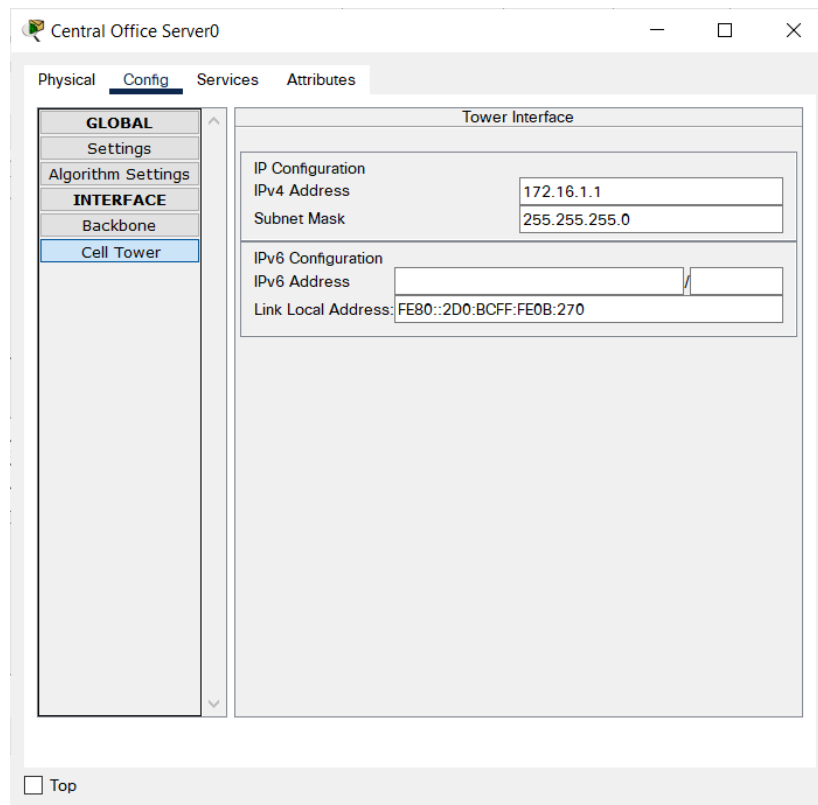 Central Office Server0
Physical Config Services Attributes
GLOBAL
Settings
Algorithm Settings
INTERFACE
Backbone
Cell Tower
Tower Interface
IP Configuration
IPv4 Address 172.16.1.1
Subnet Mask 255.255.255.0
IPv6 Configuration
IPv6 Address /
Link Local Address: FE80::2D0:BCFF:FE0B:270
Top